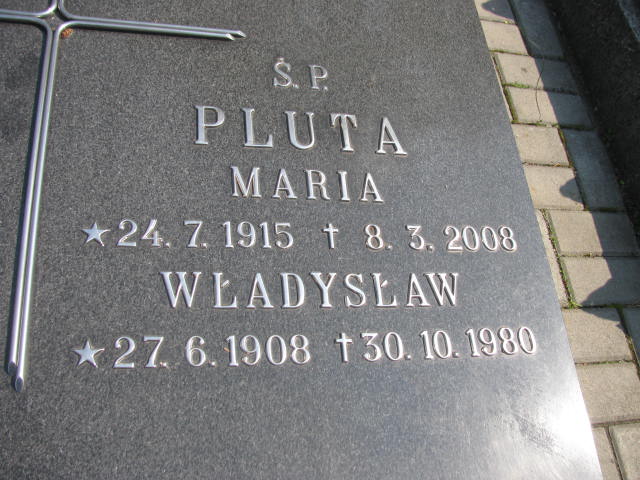 Ś.P.
PLUTA
MARIA
★24.7.1915 ✝ 8.3.2008
WŁADYSŁAW
★27.6.1908 ✝30.10.1980